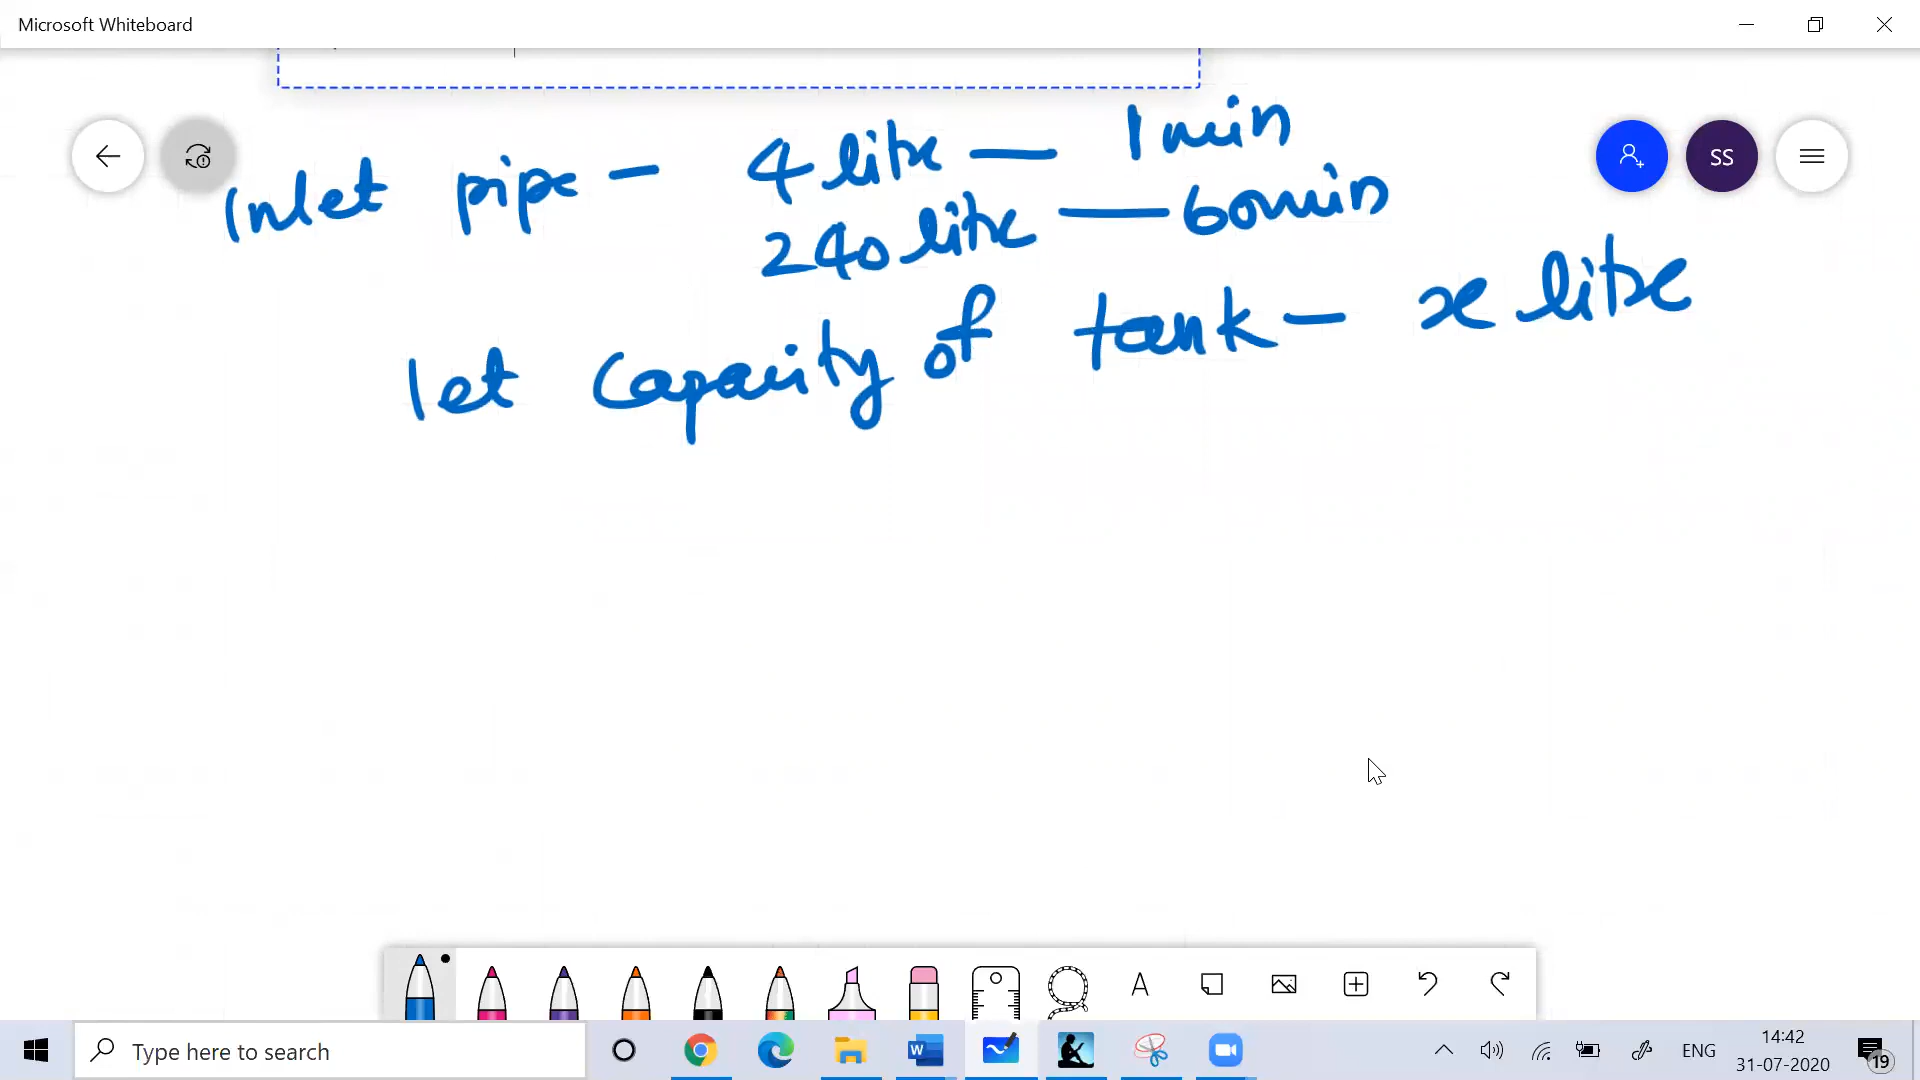 Microsoft Whiteboard
Inlet pipe - 4 litre — 1 min
240 litre — 60 min
let capacity of tank - x litre
SS
A
Type here to search
ENG
14:42
31-07-2020
19